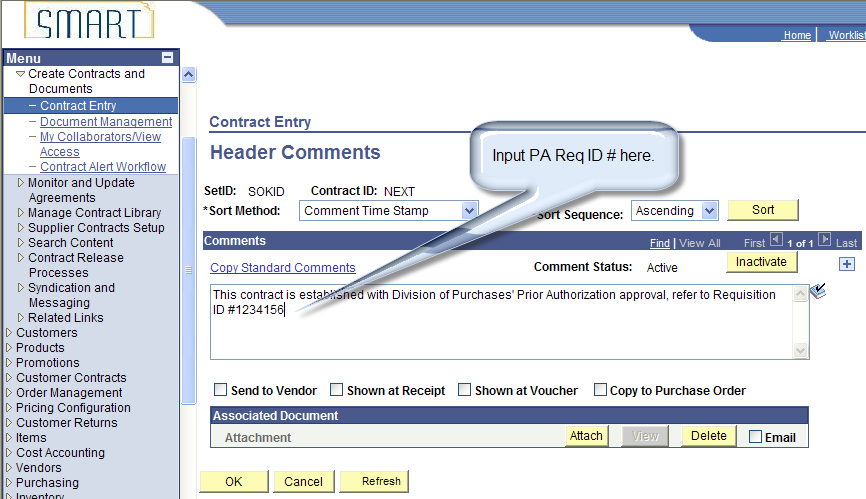 SMART
Home
Worklist
Menu
Create Contracts and
Documents
Contract Entry
Document Management
My Collaborators/View
Access
Contract Alert Workflow
Monitor and Update
Agreements
Manage Contract Library
Supplier Contracts Setup
Search Content
Contract Release
Processes
Syndication and
Messaging
Related Links
Customers
Products
Promotions
Customer Contracts
Order Management
Pricing Configuration
Customer Returns
Items
Cost Accounting
Vendors
Purchasing
Inventory
Contract Entry
Header Comments
Input PA Req ID # here.
SetID: SOKID Contract ID: NEXT
*Sort Method: Comment Time Stamp Sort Sequence: Ascending Sort
Comments Find | View All First 1 of 1 Last
Copy Standard Comments Comment Status: Active Inactivate
This contract is established with Division of Purchases' Prior Authorization approval, refer to Requisition
ID #1234156
Send to Vendor Shown at Receipt Shown at Voucher Copy to Purchase Order
Associated Document
Attachment Attach View Delete Email
OK Cancel Refresh